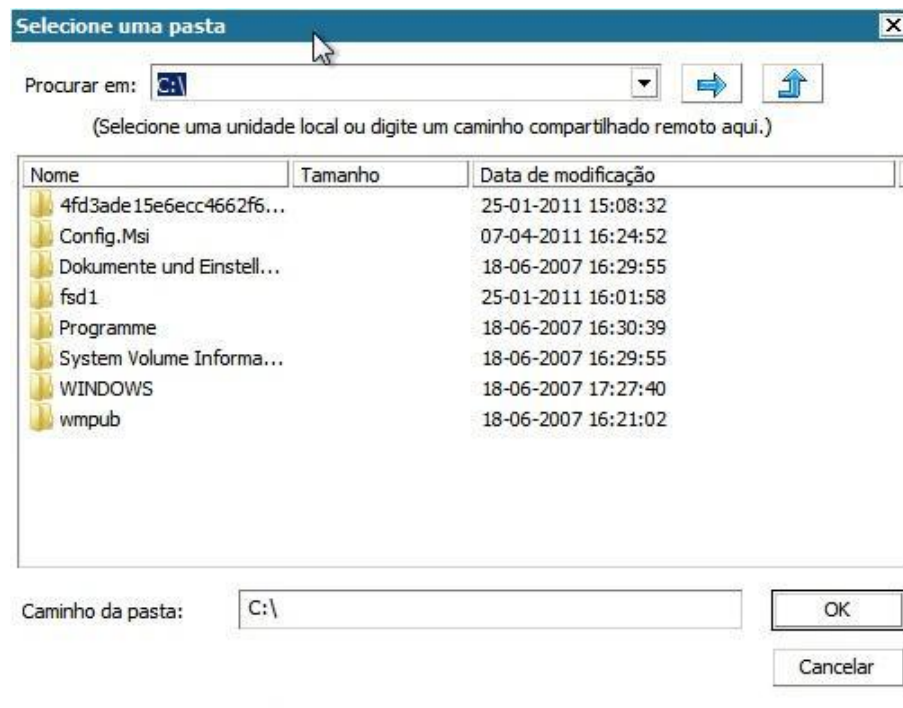 Selecione uma pasta
Procurar em: C:\
(Selecione uma unidade local ou digite um caminho compartilhado remoto aqui.)
Nome Tamanho Data de modificação
4fd3ade15e6ecc4662f6... 25-01-2011 15:08:32
Config.Msi 07-04-2011 16:24:52
Dokumente und Einstell... 18-06-2007 16:29:55
fsd1 25-01-2011 16:01:58
Programme 18-06-2007 16:30:39
System Volume Informa... 18-06-2007 16:29:55
WINDOWS 18-06-2007 17:27:40
wmpub 18-06-2007 16:21:02
Caminho da pasta: C:\ OK
Cancelar